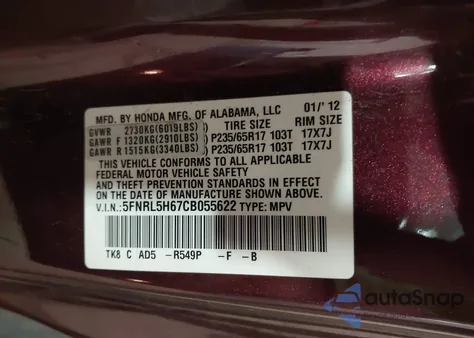 MFD. BY HONDA MFG. OF ALABAMA, LLC 01/'12
GVWR 2730KG(6019LBS) TIRE SIZE RIM SIZE
GAWR F 1320KG(2910LBS) P235/65R17 103T 17X7J
GAWR R 1515KG(3340LBS) P235/65R17 103T 17X7J
THIS VEHICLE CONFORMS TO ALL APPLICABLE
FEDERAL MOTOR VEHICLE SAFETY
AND THEFT PREVENTION STANDARDS IN EFFECT
ON THE DATE OF MANUFACTURE SHOWN ABOVE.
V.I.N.: 5FNRL5H67CB055622 TYPE: MPV
TK8 C AD5 -R549P -F -B
autoSnap